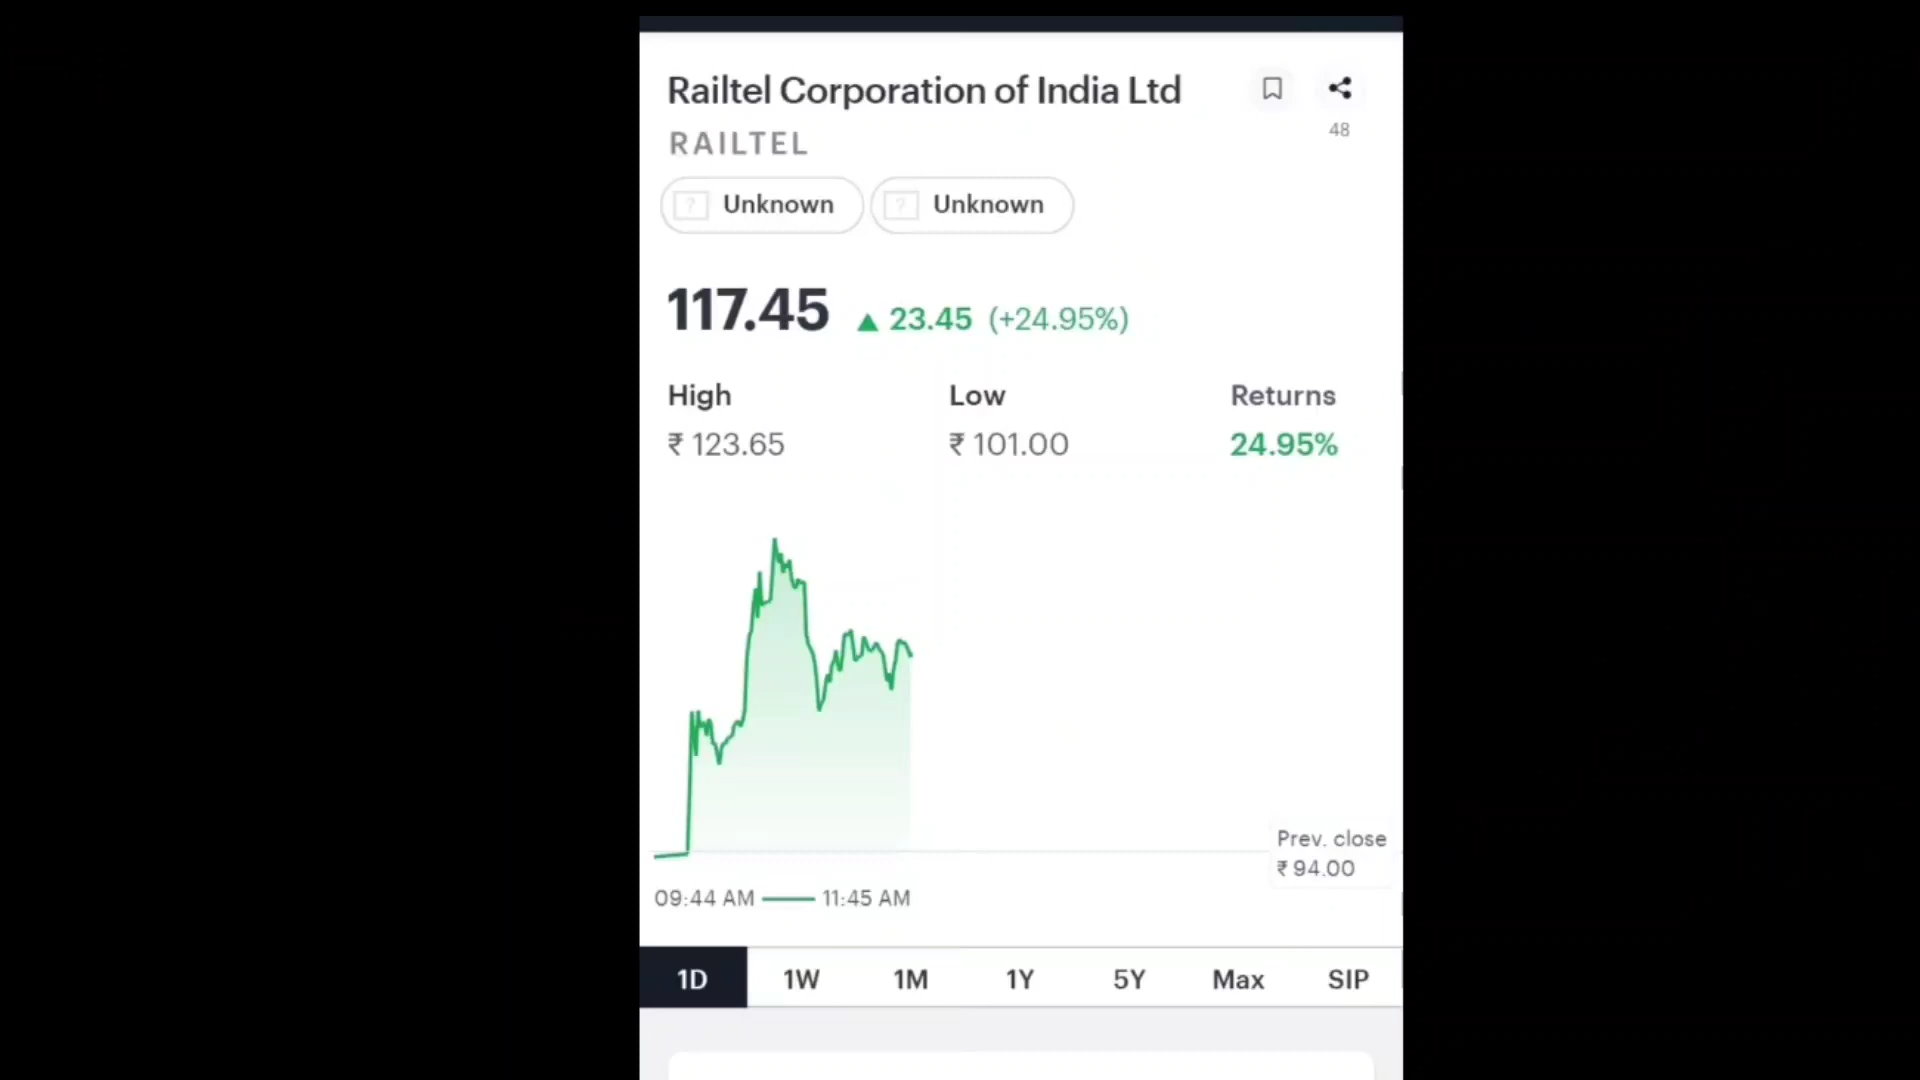 Railtel Corporation of India Ltd
48
RAILTEL
? Unknown ? Unknown
117.45 ▲ 23.45 (+24.95%)
High Low Returns
₹ 123.65 ₹ 101.00 24.95%
Prev. close
₹ 94.00
09:44 AM 11:45 AM
1D 1W 1M 1Y 5Y Max SIP